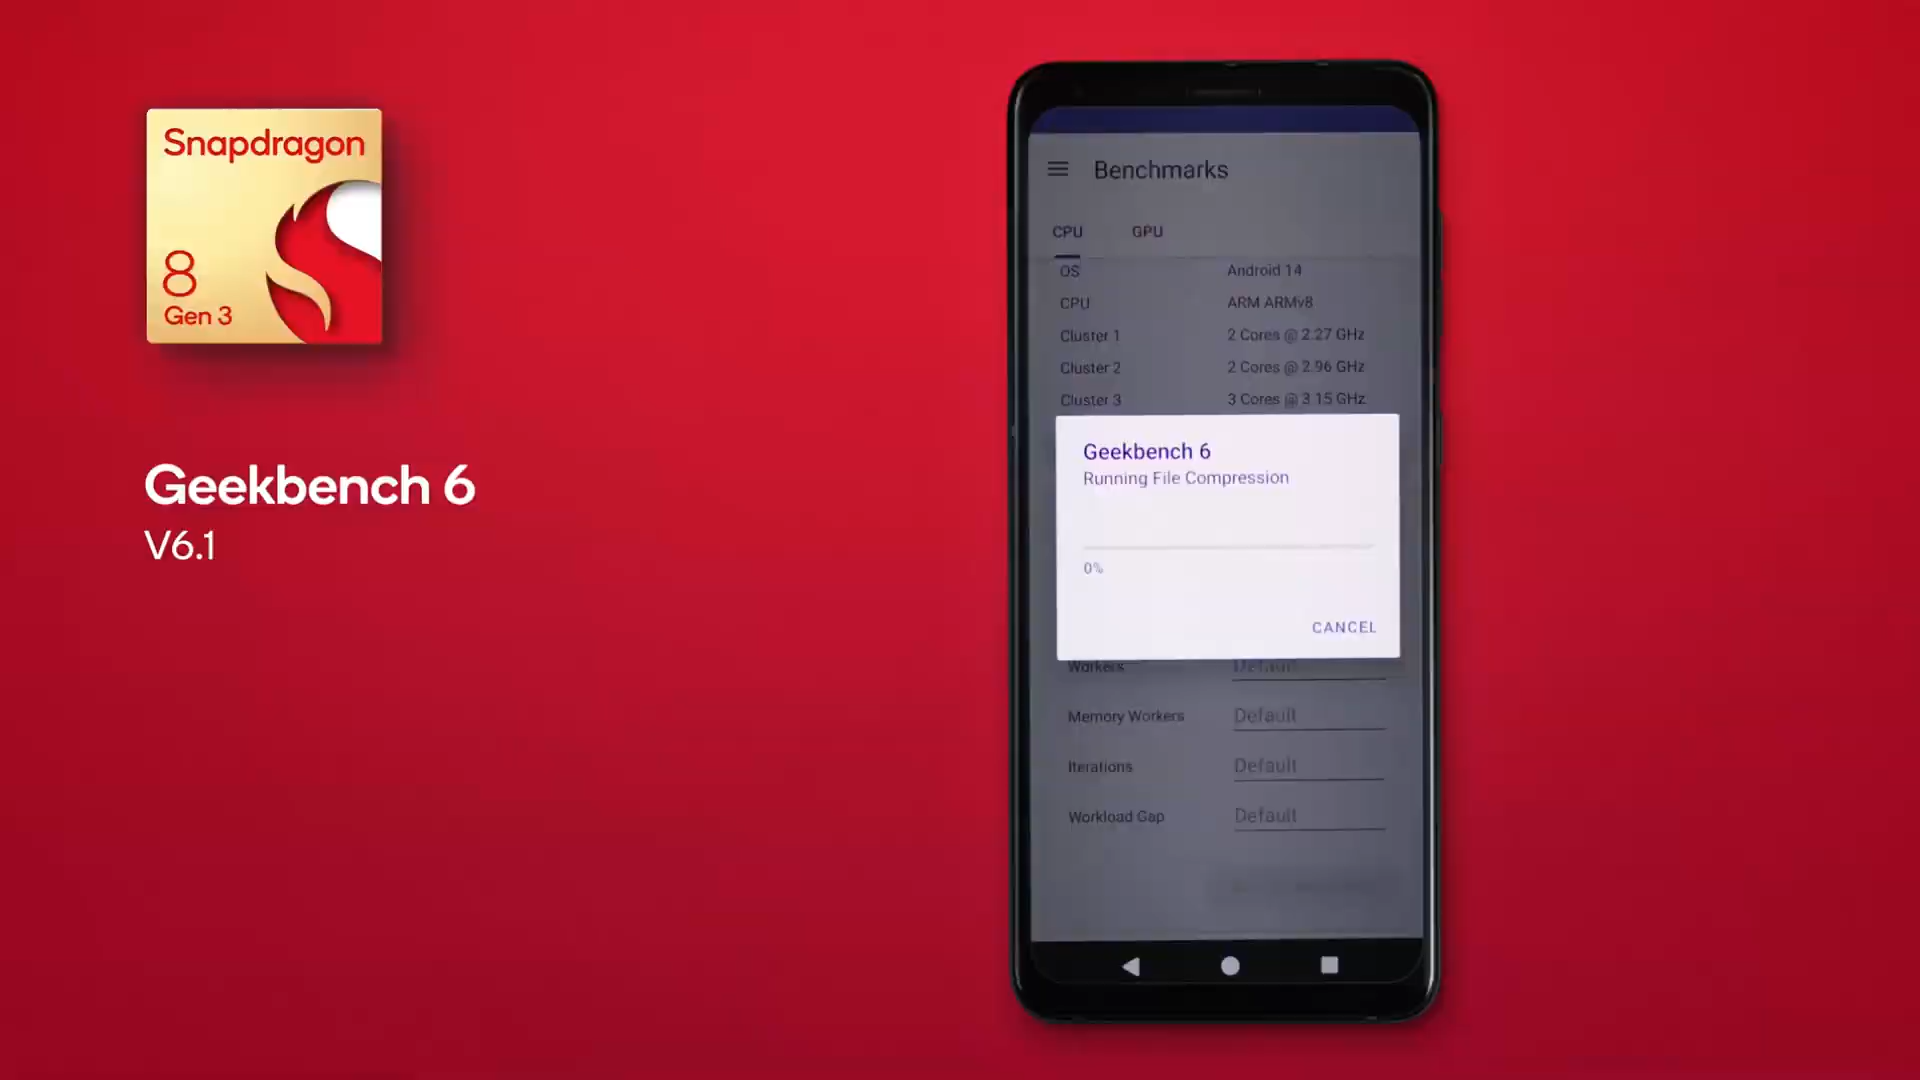 Snapdragon
8
Gen 3
Geekbench 6
V6.1
Benchmarks
CPU GPU
OS Android 14
CPU ARM ARMv8
Cluster 1 2 Cores @ 2.27 GHz
Cluster 2 2 Cores @ 2.96 GHz
Cluster 3 3 Cores @ 3.15 GHz
Geekbench 6
Running File Compression
0%
CANCEL
Workers Default
Memory Workers Default
Iterations Default
Workload Gap Default